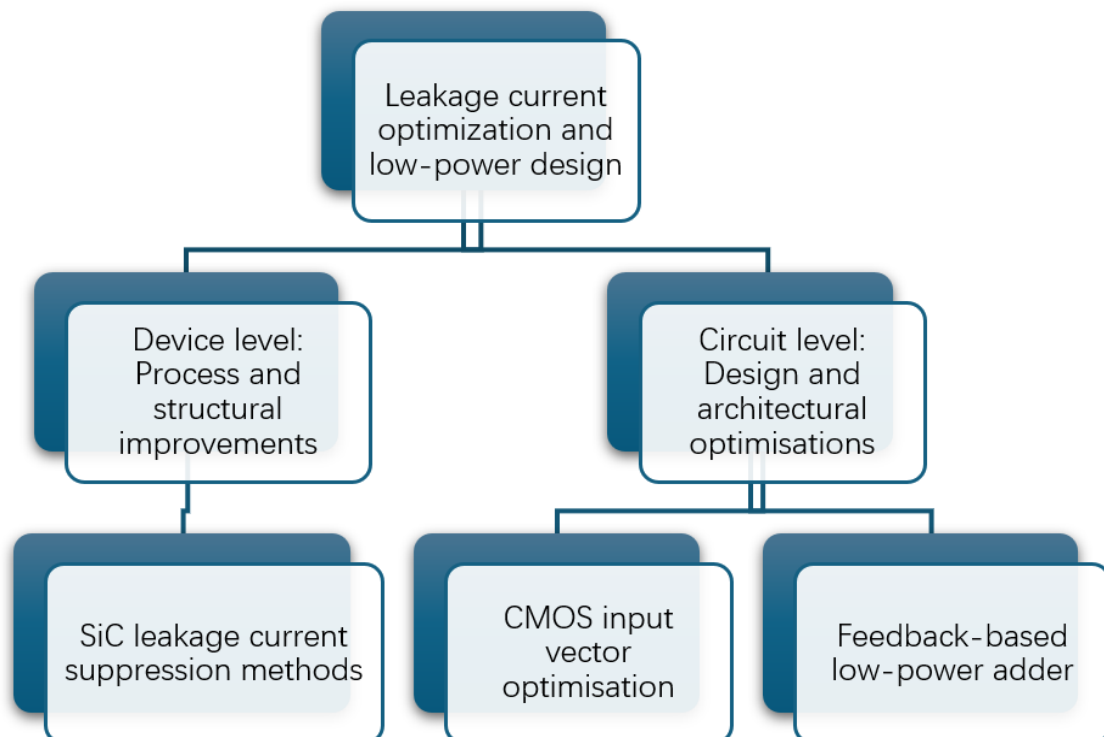 Leakage current
optimization and
low-power design
Device level:
Process and
structural
improvements
Circuit level:
Design and
architectural
optimisations
SiC leakage current
suppression methods
CMOS input
vector
optimisation
Feedback-based
low-power adder